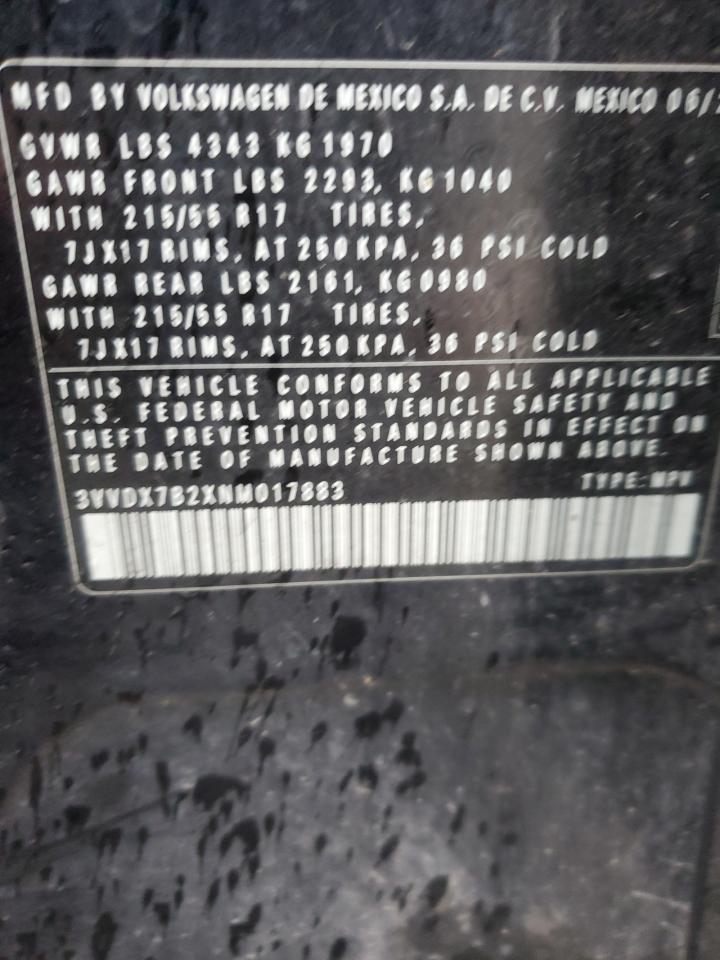 MFD BY VOLKSWAGEN DE MEXICO S.A. DE C.V. MEXICO 06/
GVWR LBS 4343 KG 1970
GAWR FRONT LBS 2293, KG 1040
WITH 215/55 R17 TIRES,
7JX17 RIMS, AT 250 KPA, 36 PSI COLD
GAWR REAR LBS 2161, KG 0980
WITH 215/55 R17 TIRES,
7JX17 RIMS, AT 250 KPA, 36 PSI COLD
THIS VEHICLE CONFORMS TO ALL APPLICABLE
U.S. FEDERAL MOTOR VEHICLE SAFETY AND
THEFT PREVENTION STANDARDS IN EFFECT ON
THE DATE OF MANUFACTURE SHOWN ABOVE.
3VVDX7B2XNM017883 TYPE: MPV